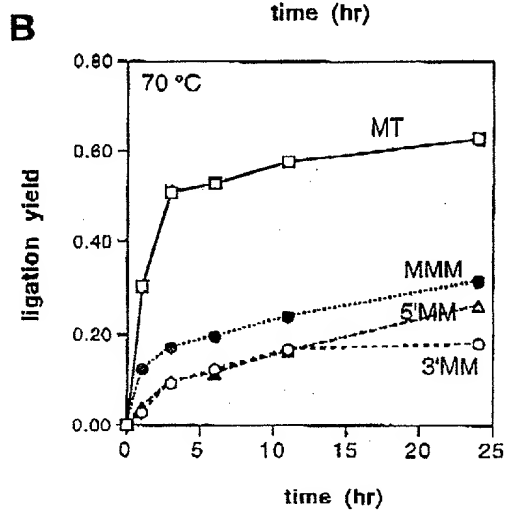 time (hr)
B
0.80
70 °C
MT
0.60
ligation yield
0.40
MMM
5'MM
0.20
3'MM
0.00
0 5 10 15 20 25
time (hr)